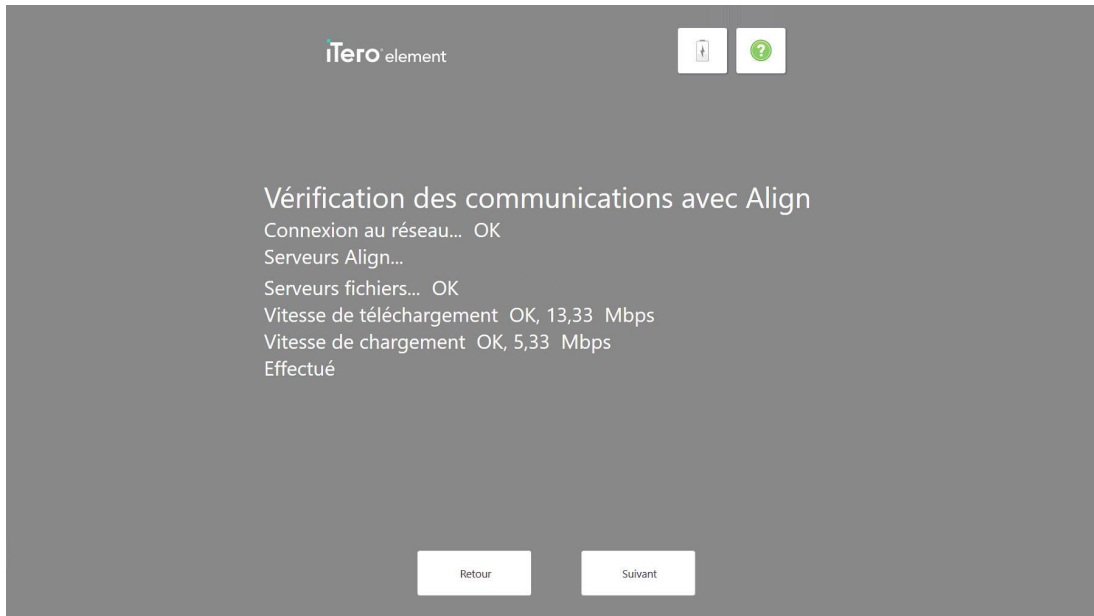 iTero element
?
Vérification des communications avec Align
Connexion au réseau... OK
Serveurs Align...
Serveurs fichiers... OK
Vitesse de téléchargement OK, 13,33 Mbps
Vitesse de chargement OK, 5,33 Mbps
Effectué
Retour
Suivant